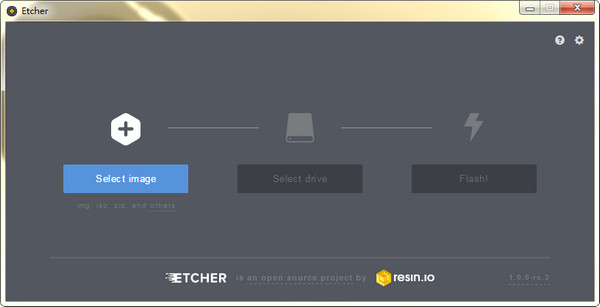 Etcher
Select image
Select drive
Flash!
img, iso, zip, and others
ETCHER is an open source project by resin.io
1.0.0-rc.2